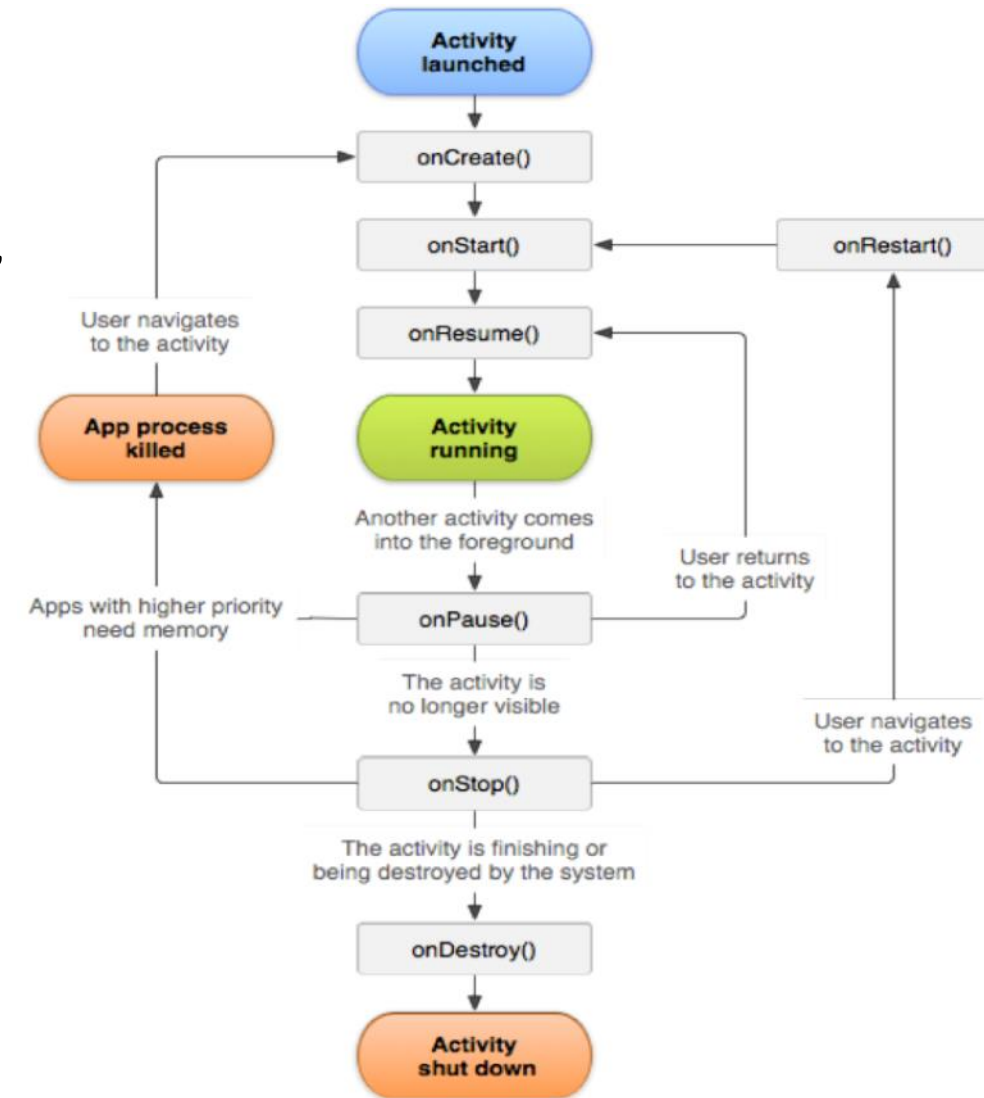 Activity
launched
onCreate()
onStart()
onRestart()
,
User navigates
to the activity
onResume()
App process
killed
Activity
running
Another activity comes
into the foreground
User returns
to the activity
Apps with higher priority
need memory
onPause()
The activity is
no longer visible
User navigates
to the activity
onStop()
The activity is finishing or
being destroyed by the system
onDestroy()
Activity
shut down